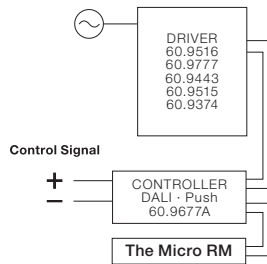 DRIVER
60.9516
60.9777
60.9443
60.9515
60.9374
Control Signal
+
−
CONTROLLER
DALI · Push
60.9677A
The Micro RM